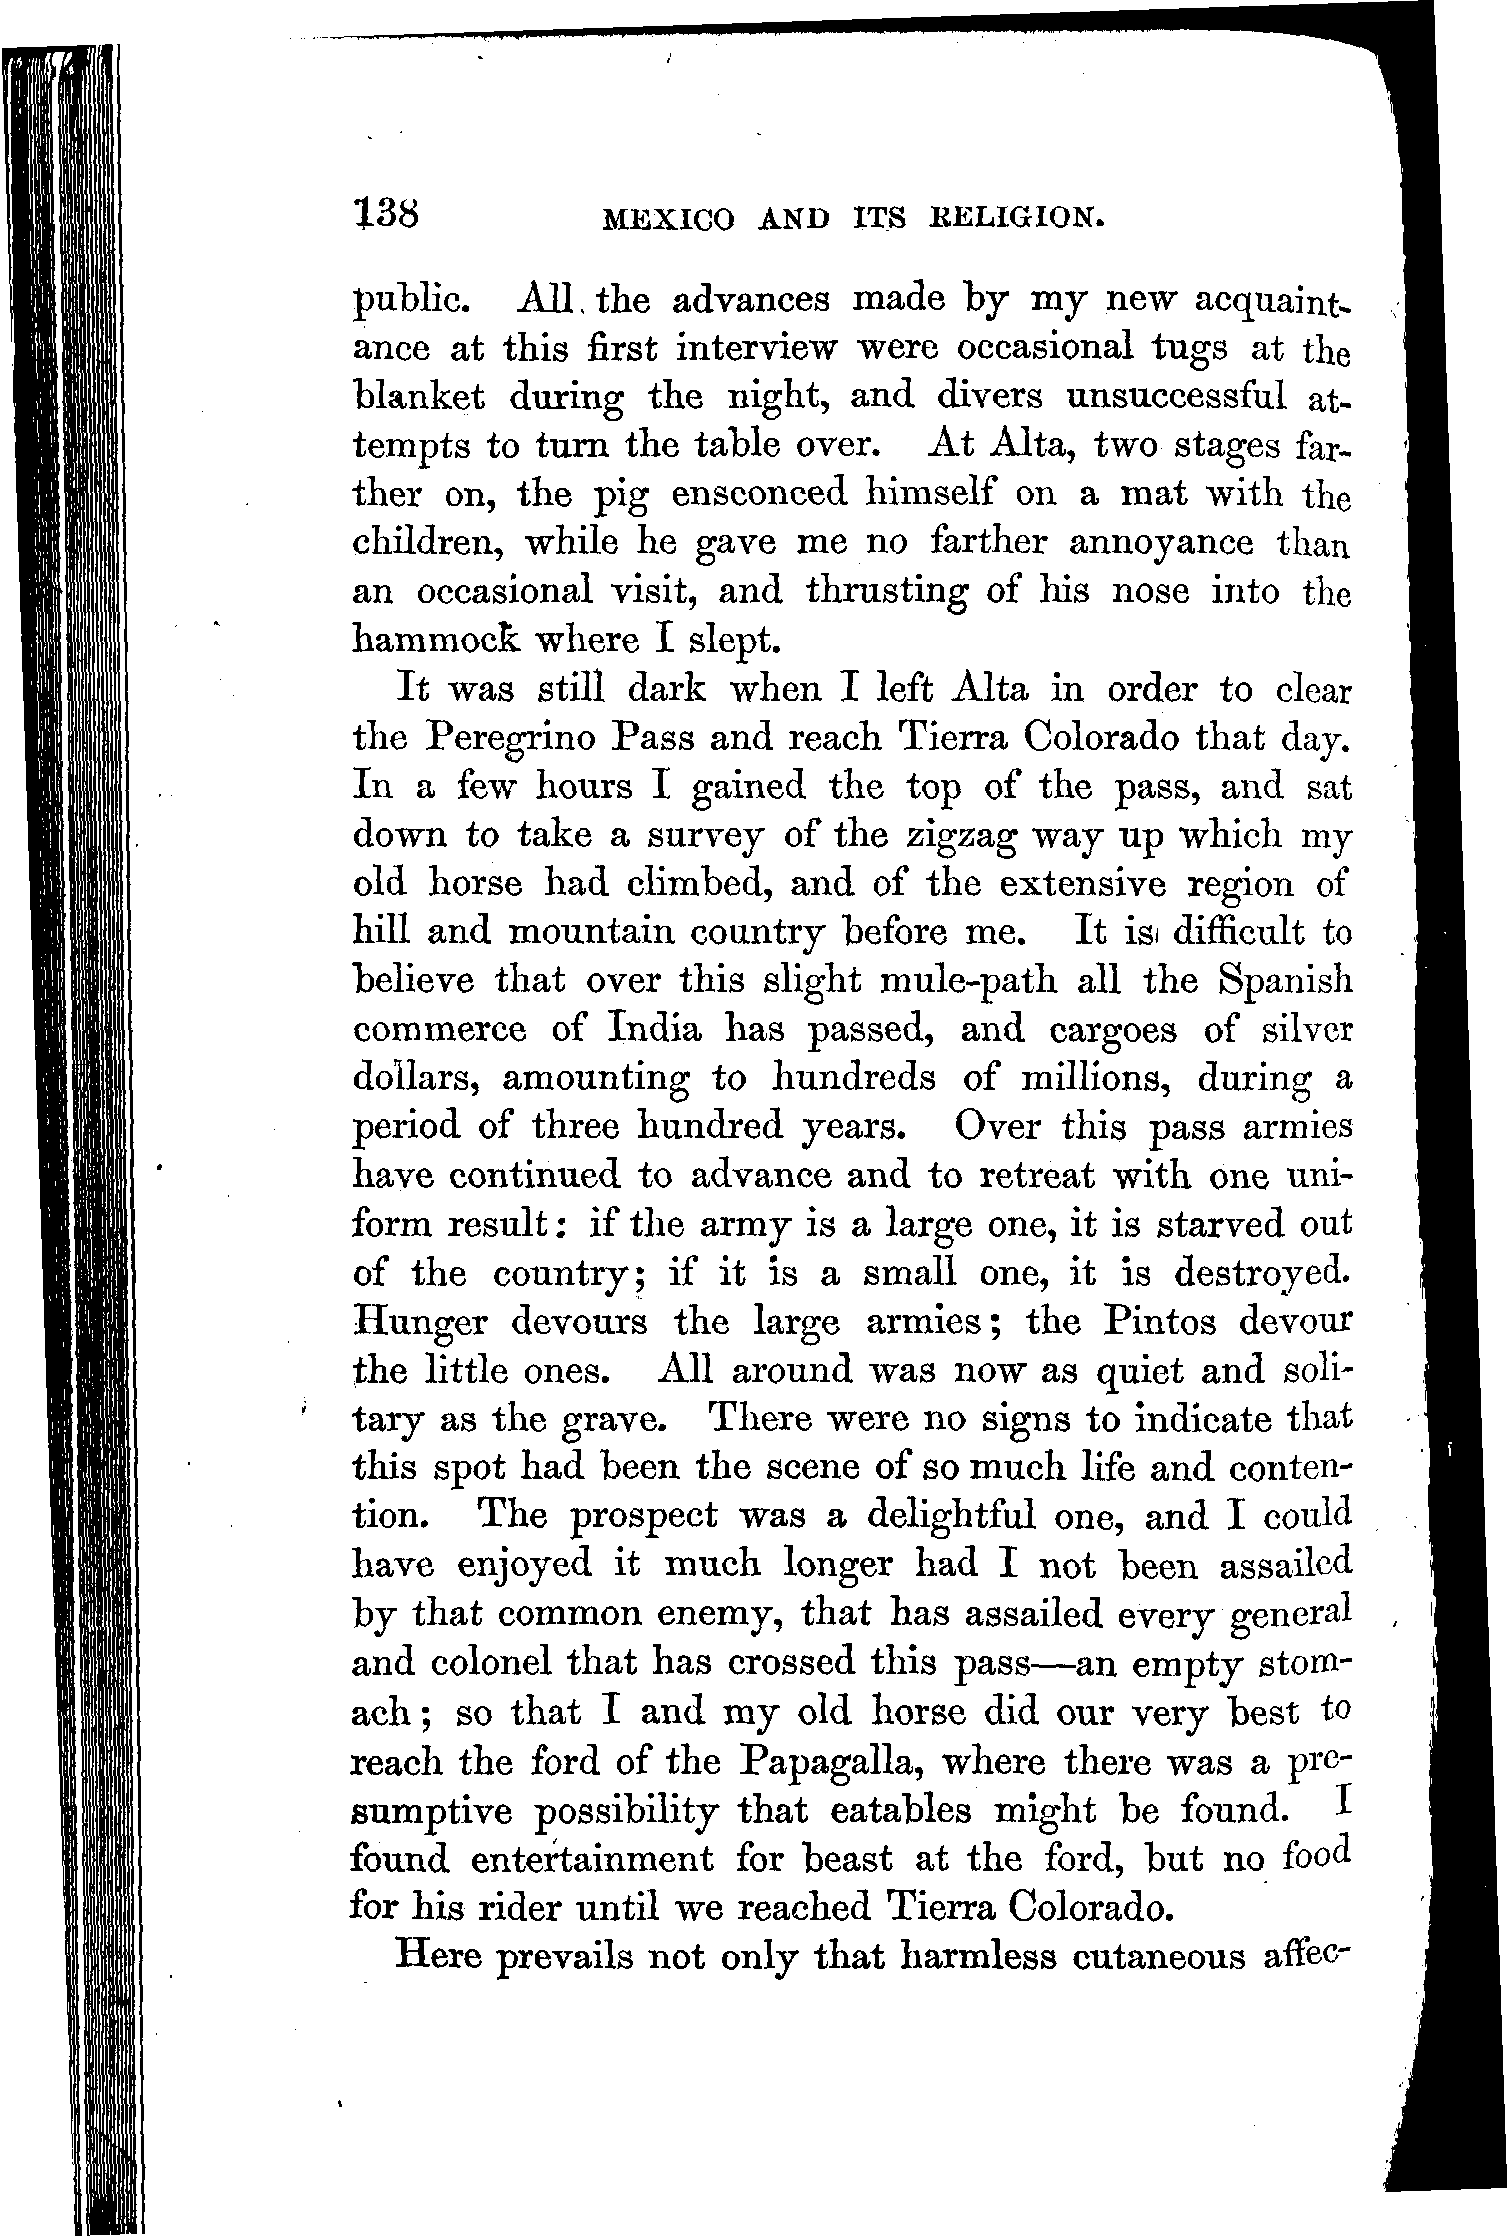 138 MEXICO AND ITS RELIGION.
public. All the advances made by my new acquaint-
ance at this first interview were occasional tugs at the
blanket during the night, and divers unsuccessful at-
tempts to turn the table over. At Alta, two stages far-
ther on, the pig ensconced himself on a mat with the
children, while he gave me no farther annoyance than
an occasional visit, and thrusting of his nose into the
hammock where I slept.
It was still dark when I left Alta in order to clear
the Peregrino Pass and reach Tierra Colorado that day.
In a few hours I gained the top of the pass, and sat
down to take a survey of the zigzag way up which my
old horse had climbed, and of the extensive region of
hill and mountain country before me. It is difficult to
believe that over this slight mule-path all the Spanish
commerce of India has passed, and cargoes of silver
dollars, amounting to hundreds of millions, during a
period of three hundred years. Over this pass armies
have continued to advance and to retreat with one uni-
form result: if the army is a large one, it is starved out
of the country; if it is a small one, it is destroyed.
Hunger devours the large armies; the Pintos devour
the little ones. All around was now as quiet and soli-
tary as the grave. There were no signs to indicate that
this spot had been the scene of so much life and conten-
tion. The prospect was a delightful one, and I could
have enjoyed it much longer had I not been assailed
by that common enemy, that has assailed every general
and colonel that has crossed this pass—an empty stom-
ach; so that I and my old horse did our very best to
reach the ford of the Papagalla, where there was a pre-
sumptive possibility that eatables might be found. I
found entertainment for beast at the ford, but no food
for his rider until we reached Tierra Colorado.
Here prevails not only that harmless cutaneous affec-